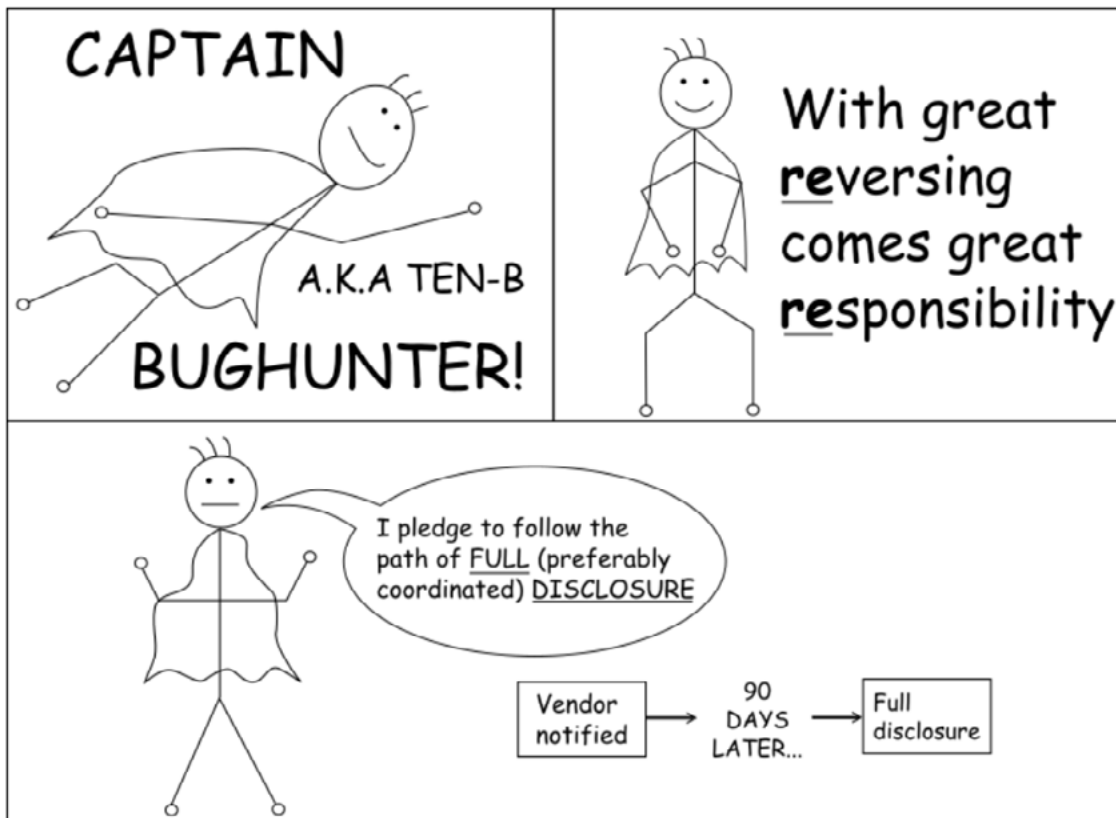 CAPTAIN
A.K.A TEN-B
BUGHUNTER!
With great
reversing
comes great
responsibility
I pledge to follow the
path of FULL (preferably
coordinated) DISCLOSURE
Vendor
notified
90
DAYS
LATER...
Full
disclosure